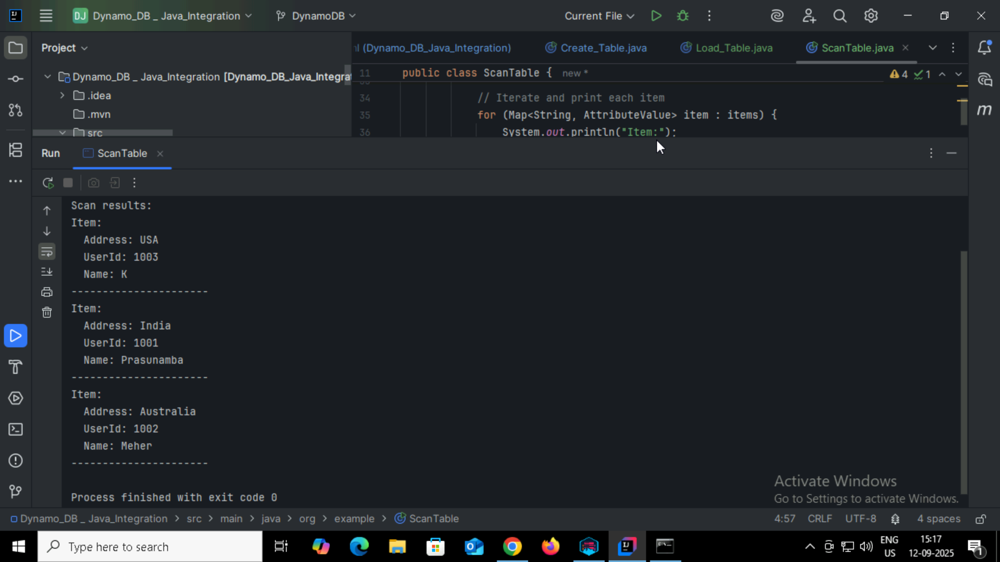 DJ Dynamo_DB _ Java_Integration DynamoDB Current File
Project
Dynamo_DB _ Java_Integration [Dynamo_DB_Java_Integra
.idea
.mvn
src
(Dynamo_DB_Java_Integration) Create_Table.java Load_Table.java ScanTable.java
11 public class ScanTable { new * 4 1
34 // Iterate and print each item
35 for (Map<String, AttributeValue> item : items) {
36 System.out.println("Item:");
Run ScanTable
Scan results:
Item:
Address: USA
UserId: 1003
Name: K
----------------------
Item:
Address: India
UserId: 1001
Name: Prasunamba
----------------------
Item:
Address: Australia
UserId: 1002
Name: Meher
----------------------
Process finished with exit code 0
Activate Windows
Go to Settings to activate Windows.
Dynamo_DB _ Java_Integration > src > main > java > org > example > ScanTable 4:57 CRLF UTF-8 4 spaces
Type here to search
ENG
US
15:17
12-09-2025
1